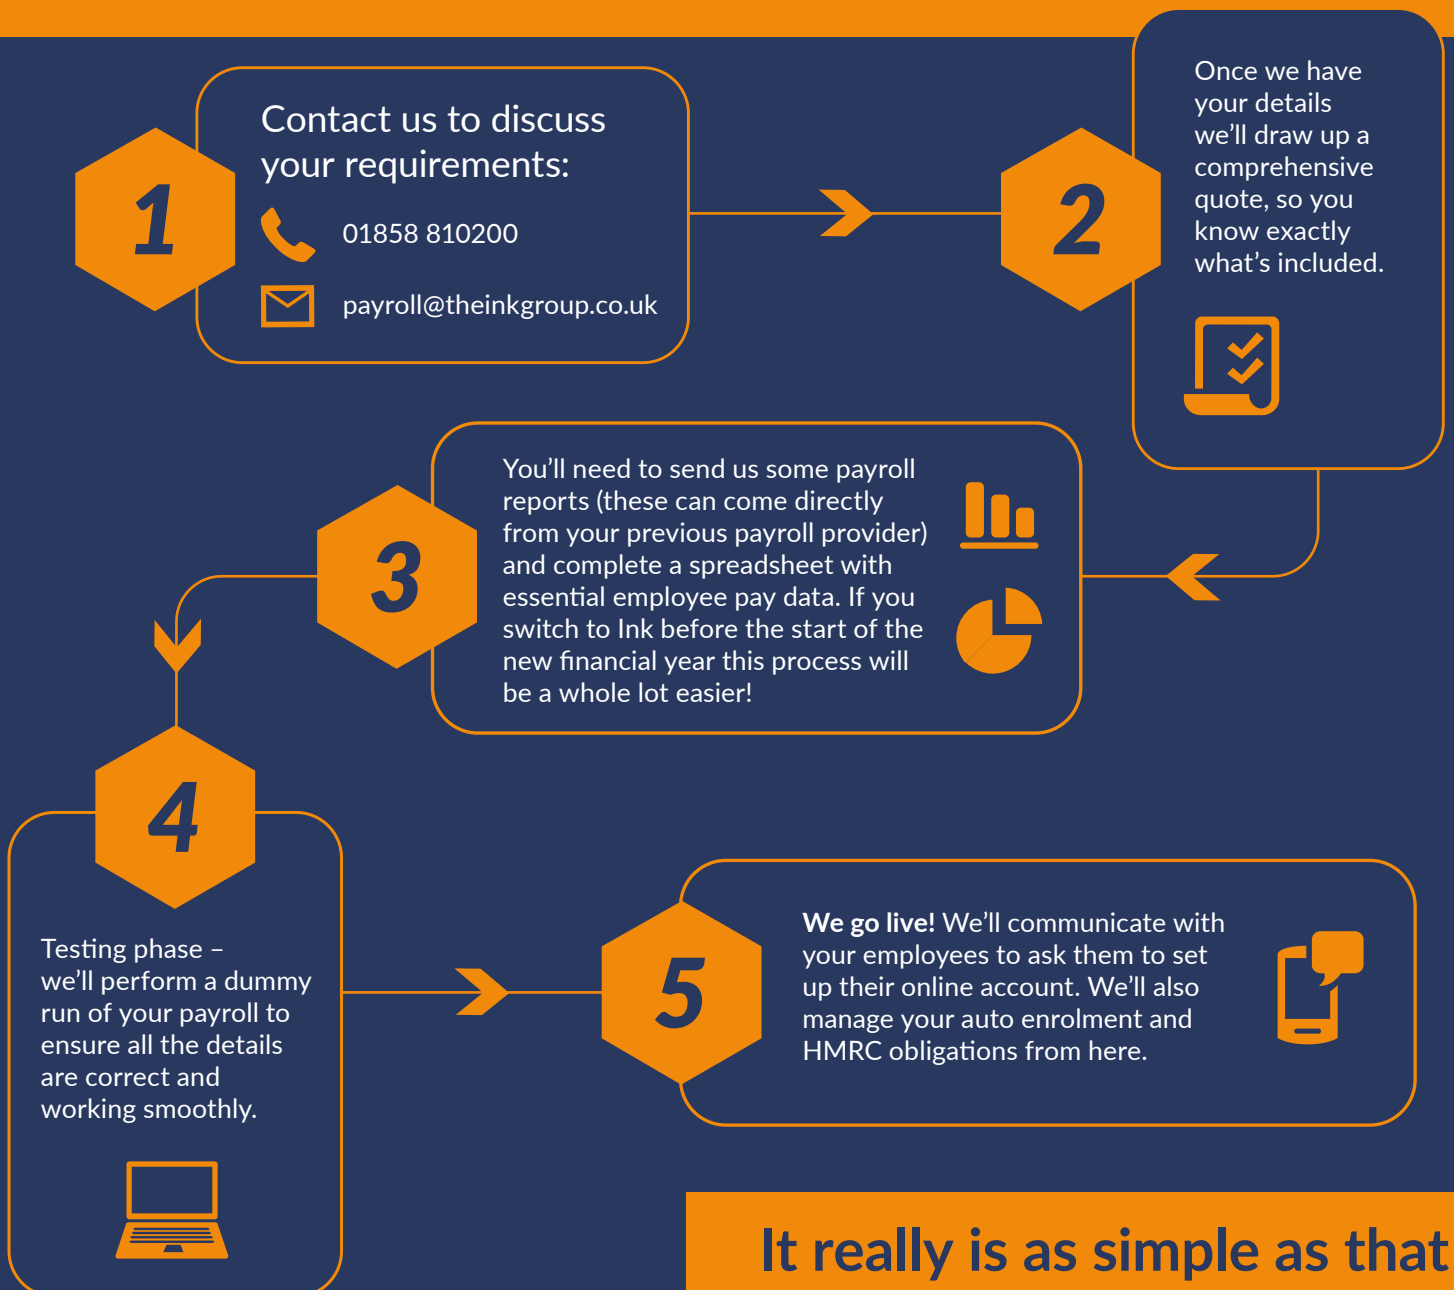 1
Contact us to discuss
your requirements:
01858 810200
payroll@theinkgroup.co.uk
2
Once we have
your details
we’ll draw up a
comprehensive
quote, so you
know exactly
what’s included.
3
You’ll need to send us some payroll
reports (these can come directly
from your previous payroll provider)
and complete a spreadsheet with
essential employee pay data. If you
switch to Ink before the start of the
new financial year this process will
be a whole lot easier!
4
Testing phase –
we’ll perform a dummy
run of your payroll to
ensure all the details
are correct and
working smoothly.
5
We go live! We’ll communicate with
your employees to ask them to set
up their online account. We’ll also
manage your auto enrolment and
HMRC obligations from here.
It really is as simple as that